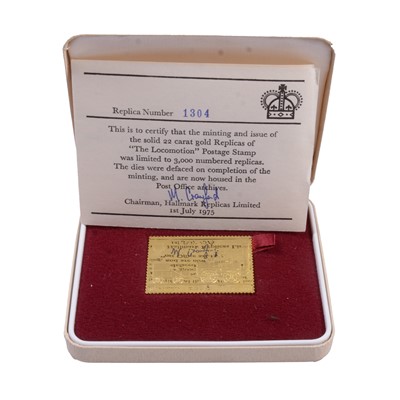 Replica Number 1304
This is to certify that the minting and issue of
the solid 22 carat gold Replicas of
"The Locomotion" Postage Stamp
was limited to 3,000 numbered replicas.
The dies were defaced on completion of the
minting, and are now housed in the
Post Office archives.
Chairman, Hallmark Replicas Limited
1st July 1975